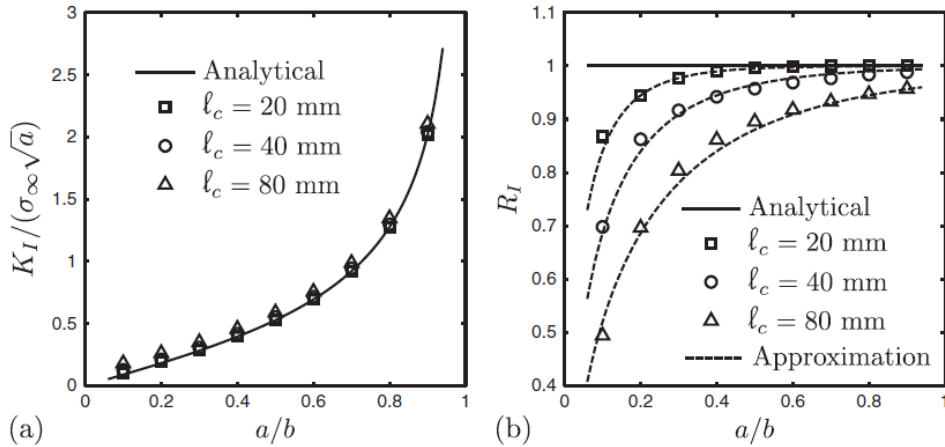 3
2.5
2
1.5
1
0.5
0
K_I/(σ_∞√a)
Analytical
ℓ_c = 20 mm
ℓ_c = 40 mm
ℓ_c = 80 mm
0 0.2 0.4 0.6 0.8 1
(a) a/b
1.1
1
0.9
0.8
0.7
0.6
0.5
0.4
R_I
Analytical
ℓ_c = 20 mm
ℓ_c = 40 mm
ℓ_c = 80 mm
Approximation
0 0.2 0.4 0.6 0.8 1
(b) a/b